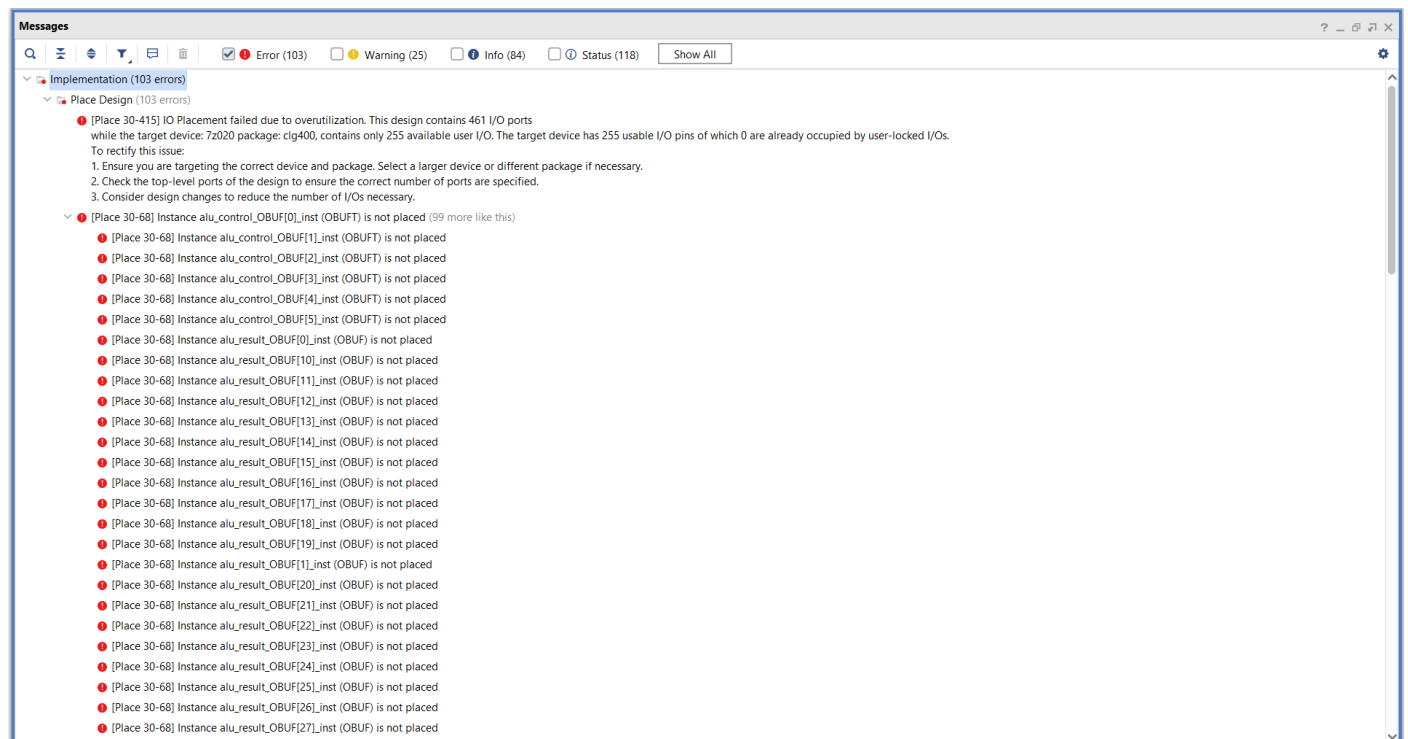 Messages
Error (103) Warning (25) Info (84) Status (118) Show All
Implementation (103 errors)
Place Design (103 errors)
[Place 30-415] IO Placement failed due to overutilization. This design contains 461 I/O ports
while the target device: 7z020 package: clg400, contains only 255 available user I/O. The target device has 255 usable I/O pins of which 0 are already occupied by user-locked I/Os.
To rectify this issue:
1. Ensure you are targeting the correct device and package. Select a larger device or different package if necessary.
2. Check the top-level ports of the design to ensure the correct number of ports are specified.
3. Consider design changes to reduce the number of I/Os necessary.
[Place 30-68] Instance alu_control_OBUF[0]_inst (OBUFT) is not placed (99 more like this)
[Place 30-68] Instance alu_control_OBUF[1]_inst (OBUFT) is not placed
[Place 30-68] Instance alu_control_OBUF[2]_inst (OBUFT) is not placed
[Place 30-68] Instance alu_control_OBUF[3]_inst (OBUFT) is not placed
[Place 30-68] Instance alu_control_OBUF[4]_inst (OBUFT) is not placed
[Place 30-68] Instance alu_control_OBUF[5]_inst (OBUFT) is not placed
[Place 30-68] Instance alu_result_OBUF[0]_inst (OBUF) is not placed
[Place 30-68] Instance alu_result_OBUF[10]_inst (OBUF) is not placed
[Place 30-68] Instance alu_result_OBUF[11]_inst (OBUF) is not placed
[Place 30-68] Instance alu_result_OBUF[12]_inst (OBUF) is not placed
[Place 30-68] Instance alu_result_OBUF[13]_inst (OBUF) is not placed
[Place 30-68] Instance alu_result_OBUF[14]_inst (OBUF) is not placed
[Place 30-68] Instance alu_result_OBUF[15]_inst (OBUF) is not placed
[Place 30-68] Instance alu_result_OBUF[16]_inst (OBUF) is not placed
[Place 30-68] Instance alu_result_OBUF[17]_inst (OBUF) is not placed
[Place 30-68] Instance alu_result_OBUF[18]_inst (OBUF) is not placed
[Place 30-68] Instance alu_result_OBUF[19]_inst (OBUF) is not placed
[Place 30-68] Instance alu_result_OBUF[1]_inst (OBUF) is not placed
[Place 30-68] Instance alu_result_OBUF[20]_inst (OBUF) is not placed
[Place 30-68] Instance alu_result_OBUF[21]_inst (OBUF) is not placed
[Place 30-68] Instance alu_result_OBUF[22]_inst (OBUF) is not placed
[Place 30-68] Instance alu_result_OBUF[23]_inst (OBUF) is not placed
[Place 30-68] Instance alu_result_OBUF[24]_inst (OBUF) is not placed
[Place 30-68] Instance alu_result_OBUF[25]_inst (OBUF) is not placed
[Place 30-68] Instance alu_result_OBUF[26]_inst (OBUF) is not placed
[Place 30-68] Instance alu_result_OBUF[27]_inst (OBUF) is not placed